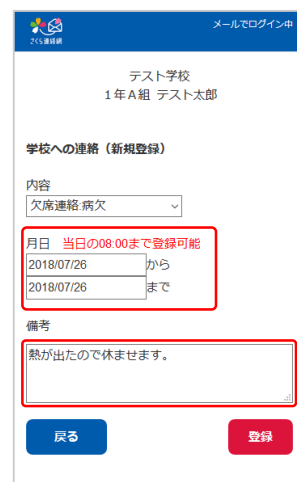 さくら連絡網
メールでログイン中
テスト学校
1年A組 テスト太郎
学校への連絡（新規登録）
内容
欠席連絡:病欠
月日 当日の08:00まで登録可能
2018/07/26 から
2018/07/26 まで
備考
熱が出たので休ませます。
戻る 登録